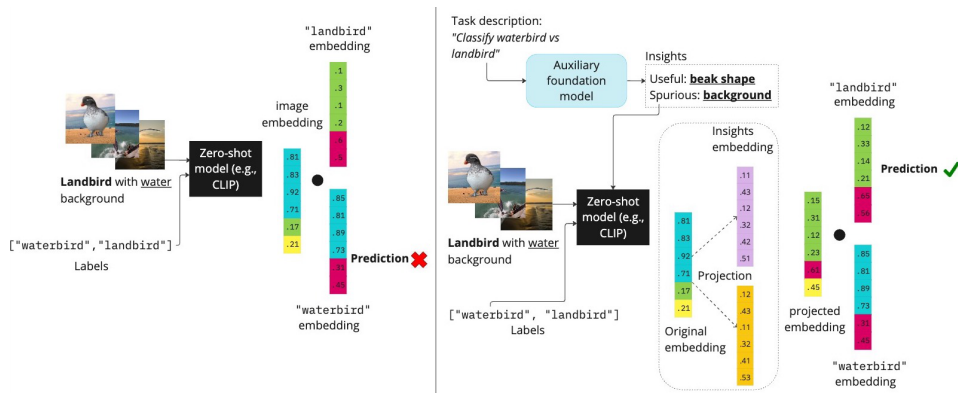 "landbird"
embedding
.1
.3
.1
.2
image
embedding
.81
.83
.92
.71
.17
.21
Zero-shot
model (e.g.,
CLIP)
Landbird with water
background
["waterbird","landbird"]
Labels
.85
.81
.89
.73
.31
.45
Prediction
"waterbird"
embedding
Task description:
"Classify waterbird vs
landbird"
Auxiliary
foundation
model
Insights
Useful: beak shape
Spurious: background
Zero-shot
model (e.g.,
CLIP)
Landbird with water
background
["waterbird", "landbird"]
Labels
Insights
embedding
.11
.43
.12
.32
.42
.51
.81
.83
.92
.71
.17
.21
Projection
Original
embedding
.12
.43
.11
.32
.41
.53
.15
.31
.12
.23
.61
.45
projected
embedding
"landbird"
embedding
.12
.33
.14
.21
.65
.56
Prediction
.85
.81
.89
.73
.31
.45
"waterbird"
embedding